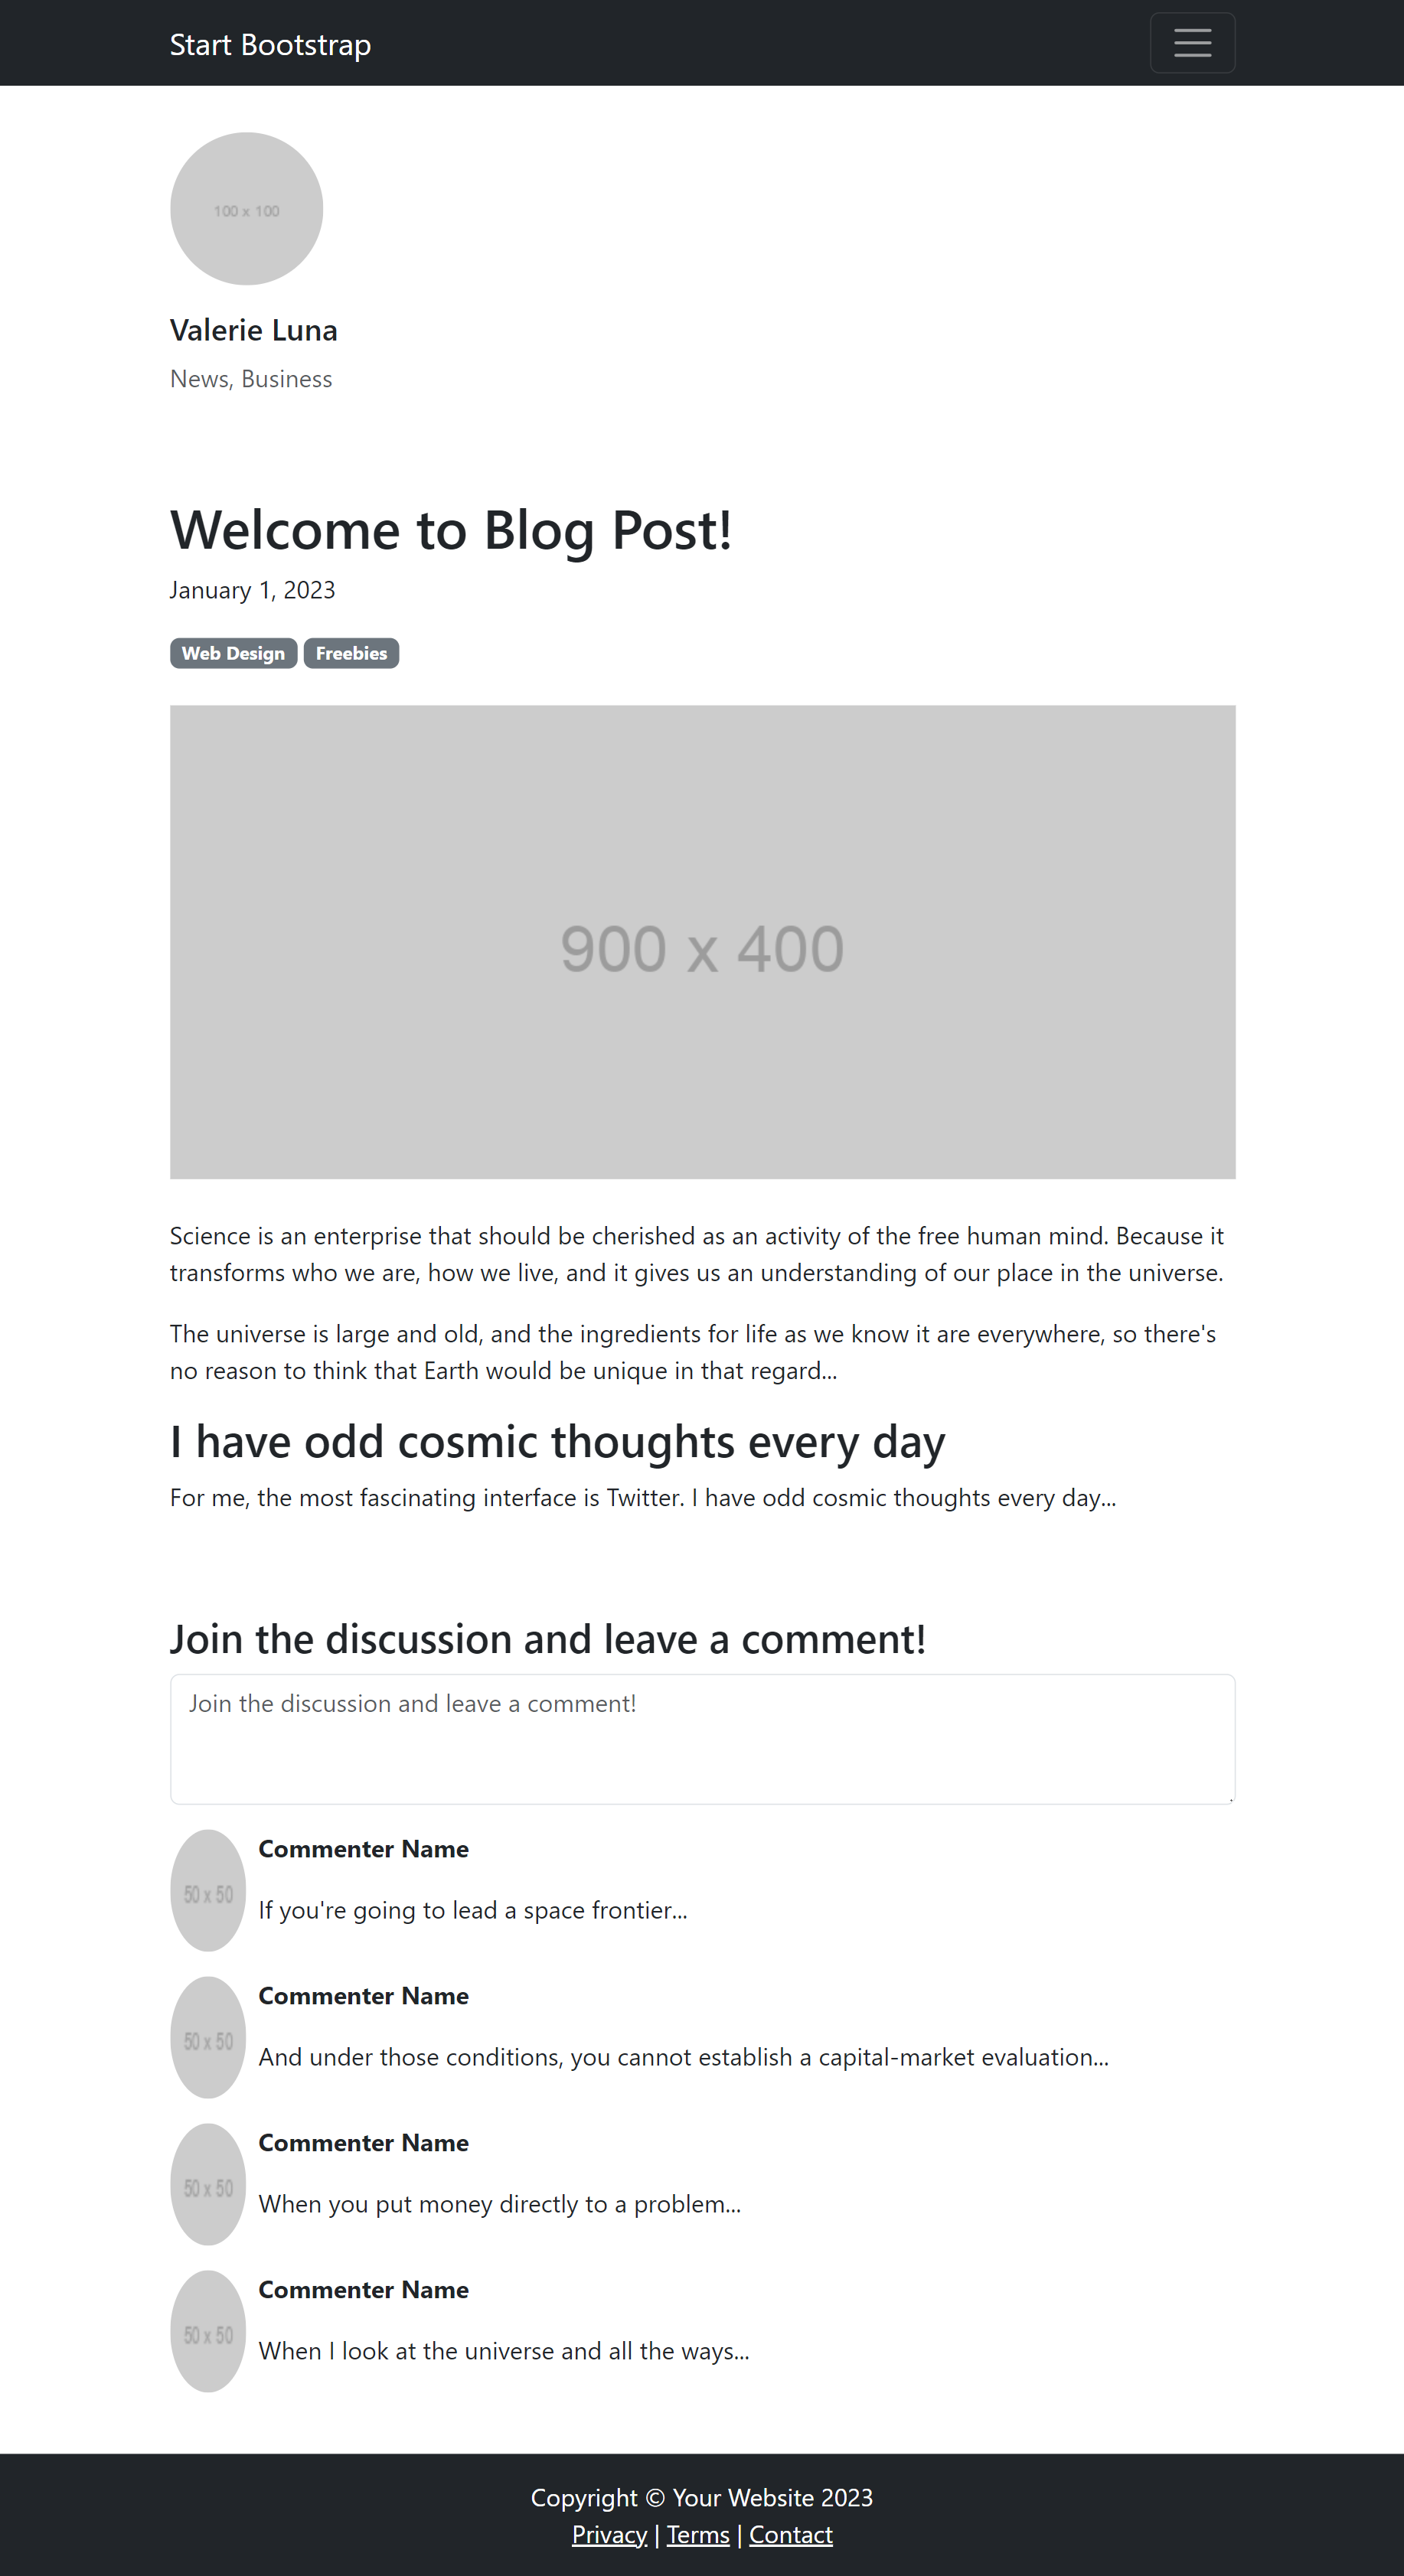 Start Bootstrap
100 x 100
Valerie Luna
News, Business
Welcome to Blog Post!
January 1, 2023
Web Design Freebies
900 x 400
Science is an enterprise that should be cherished as an activity of the free human mind. Because it
transforms who we are, how we live, and it gives us an understanding of our place in the universe.
The universe is large and old, and the ingredients for life as we know it are everywhere, so there's
no reason to think that Earth would be unique in that regard...
I have odd cosmic thoughts every day
For me, the most fascinating interface is Twitter. I have odd cosmic thoughts every day...
Join the discussion and leave a comment!
Join the discussion and leave a comment!
50 x 50
Commenter Name
If you're going to lead a space frontier...
50 x 50
Commenter Name
And under those conditions, you cannot establish a capital-market evaluation...
50 x 50
Commenter Name
When you put money directly to a problem...
50 x 50
Commenter Name
When I look at the universe and all the ways...
Copyright © Your Website 2023
Privacy | Terms | Contact